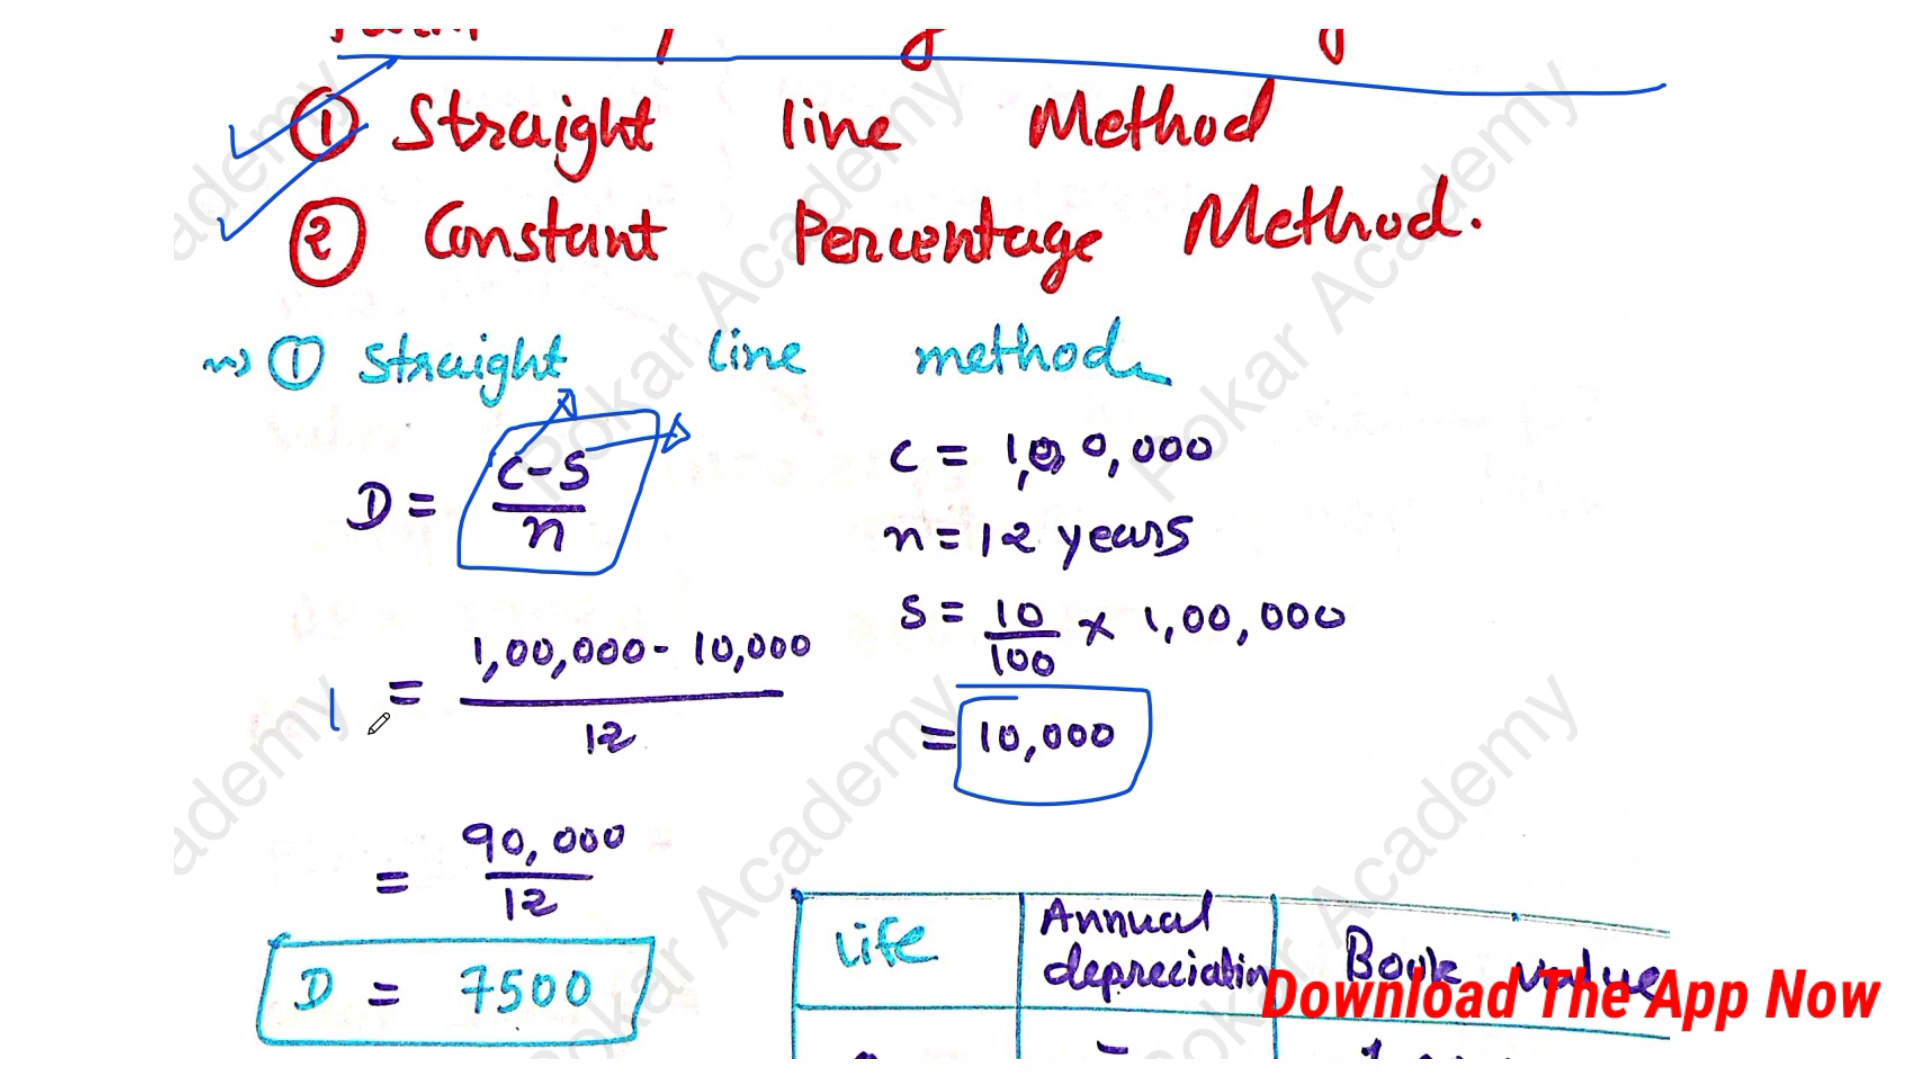 ① Straight line Method
② Constant Percentage Method.
① Straight line method
D = C-S / n
C = 1,00,000
n = 12 years
S = 10/100 × 1,00,000
= 1,00,000 - 10,000 / 12
= 10,000
= 90,000 / 12
D = 7500
Life
Annual depreciation
Book value
Download The App Now
Pokar Academy